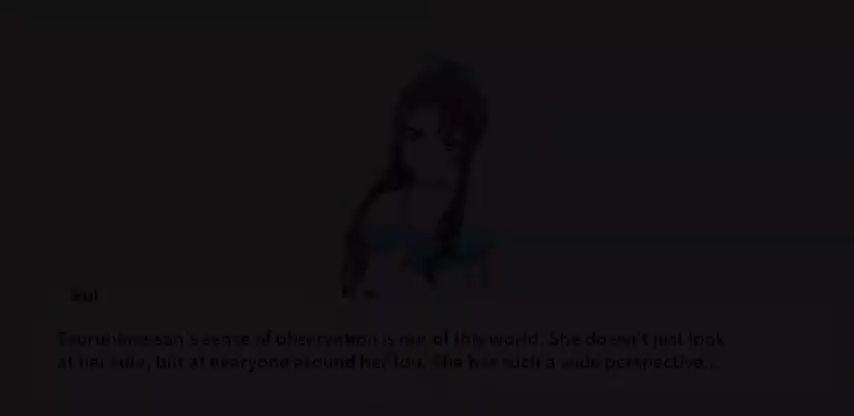 Rui
Tsuruhime-san's sense of observation is out of this world. She doesn't just look
at her role, but at everyone around her too. She has such a wide perspective...